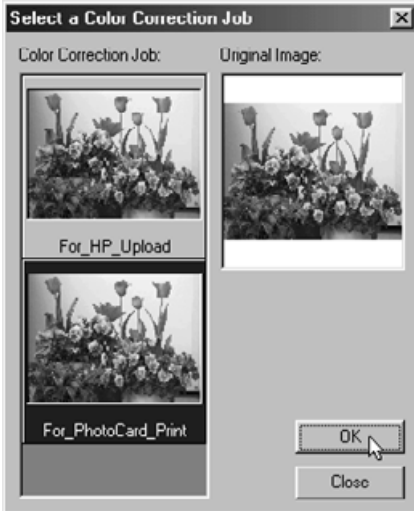 Select a Color Correction Job
Color Correction Job:
Original Image:
For_HP_Upload
For_PhotoCard_Print
OK
Close